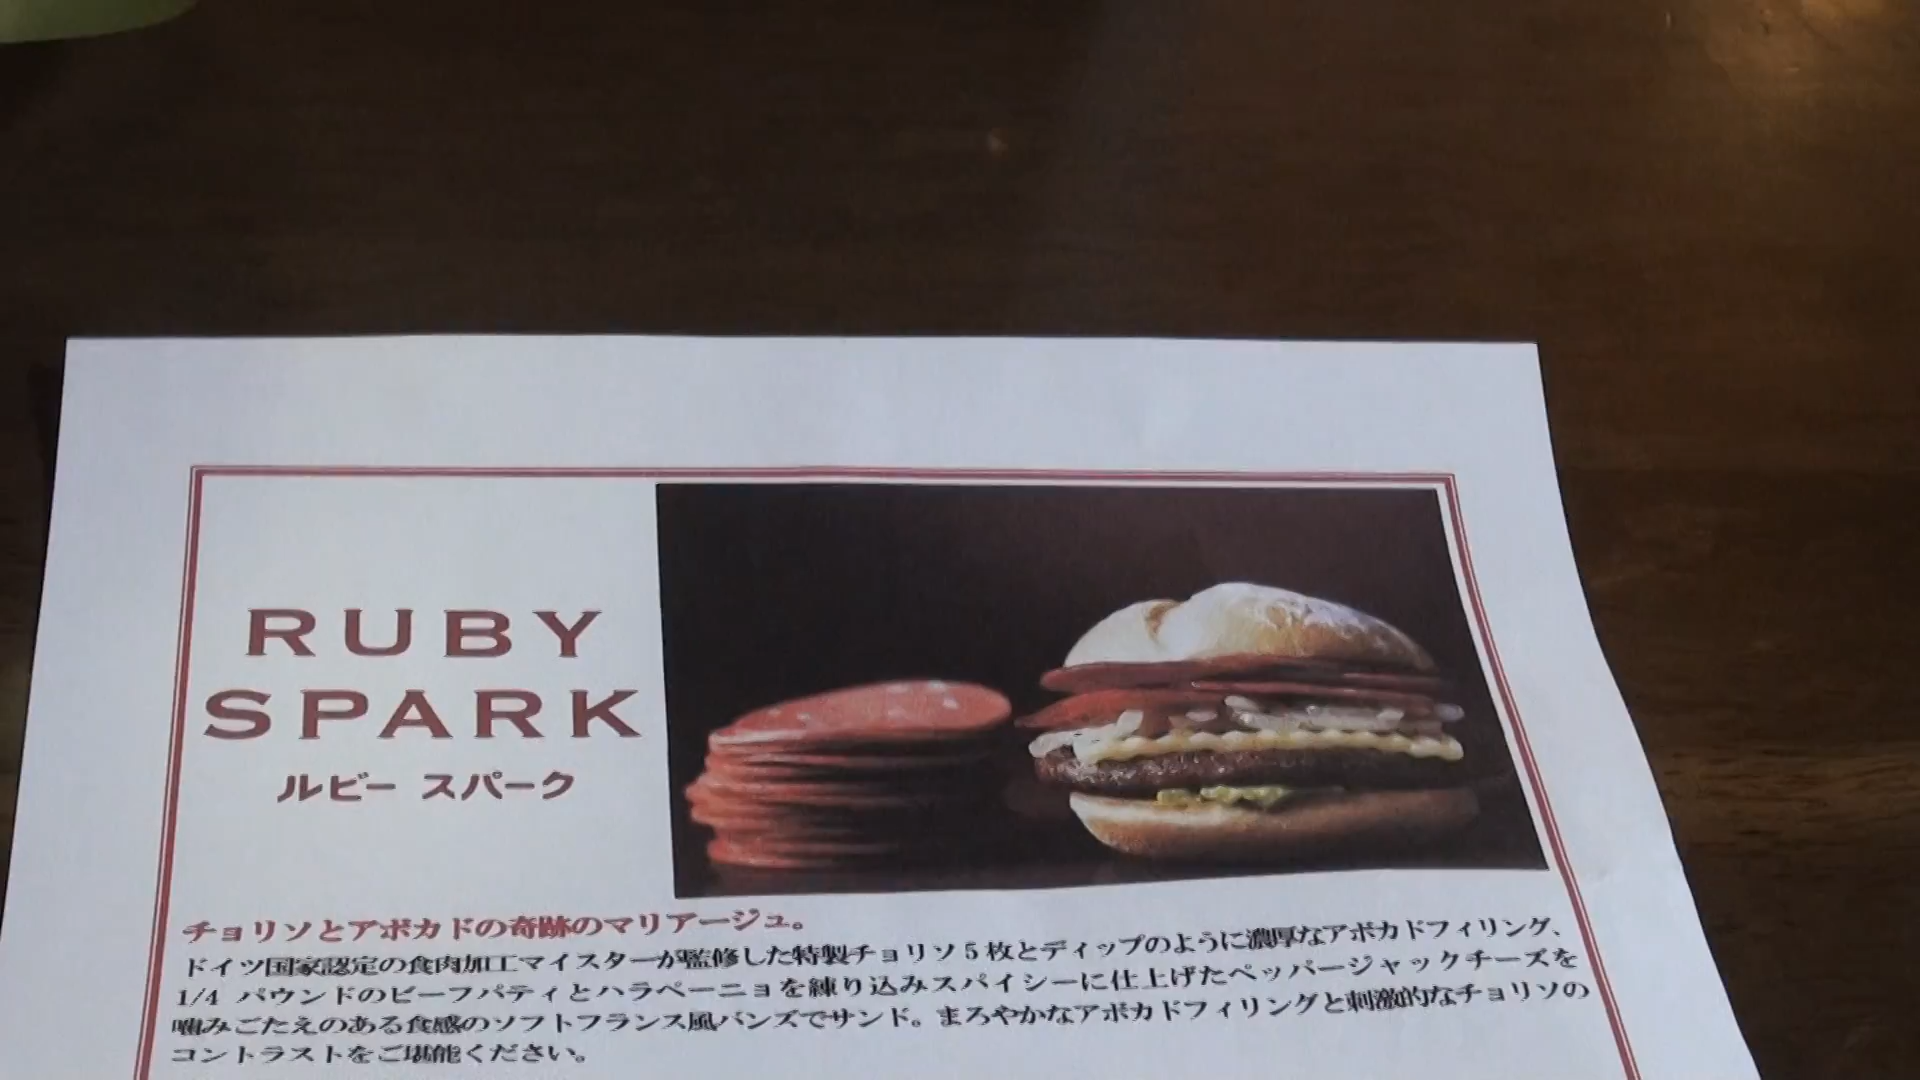 RUBY
SPARK
ルビー スパーク
チョリソとアボカドの奇跡のマリアージュ。
ドイツ国家認定の食肉加工マイスターが監修した特製チョリソ5枚とディップのように濃厚なアボカドフィリング、
1/4 パウンドのビーフパティとハラペーニョを練り込みスパイシーに仕上げたペッパージャックチーズを
噛みごたえのある食感のソフトフランス風バンズでサンド。まろやかなアボカドフィリングと刺激的なチョリソの
コントラストをご堪能ください。